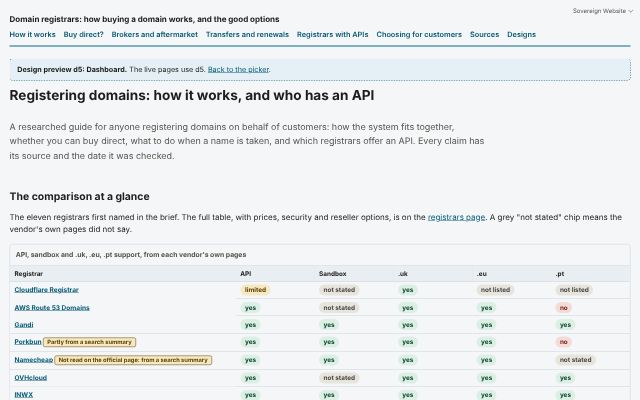 Sovereign Website
Domain registrars: how buying a domain works, and the good options
How it works Buy direct? Brokers and aftermarket Transfers and renewals Registrars with APIs Choosing for customers Sources Designs
Design preview d5: Dashboard. The live pages use d5. Back to the picker.
Registering domains: how it works, and who has an API
A researched guide for anyone registering domains on behalf of customers: how the system fits together,
whether you can buy direct, what to do when a name is taken, and which registrars offer an API. Every claim has
its source and the date it was checked.
The comparison at a glance
The eleven registrars first named in the brief. The full table, with prices, security and reseller options, is on the registrars page. A grey "not stated" chip means the
vendor's own pages did not say.
API, sandbox and .uk, .eu, .pt support, from each vendor's own pages
Registrar API Sandbox .uk .eu .pt
Cloudflare Registrar limited not stated yes not listed not listed
AWS Route 53 Domains yes not stated yes yes no
Gandi yes yes yes yes yes
Porkbun Partly from a search summary yes yes yes yes no
Namecheap Not read on the official page: from a search summary yes yes yes yes not stated
OVHcloud yes not stated yes yes yes
INWX yes yes yes yes yes